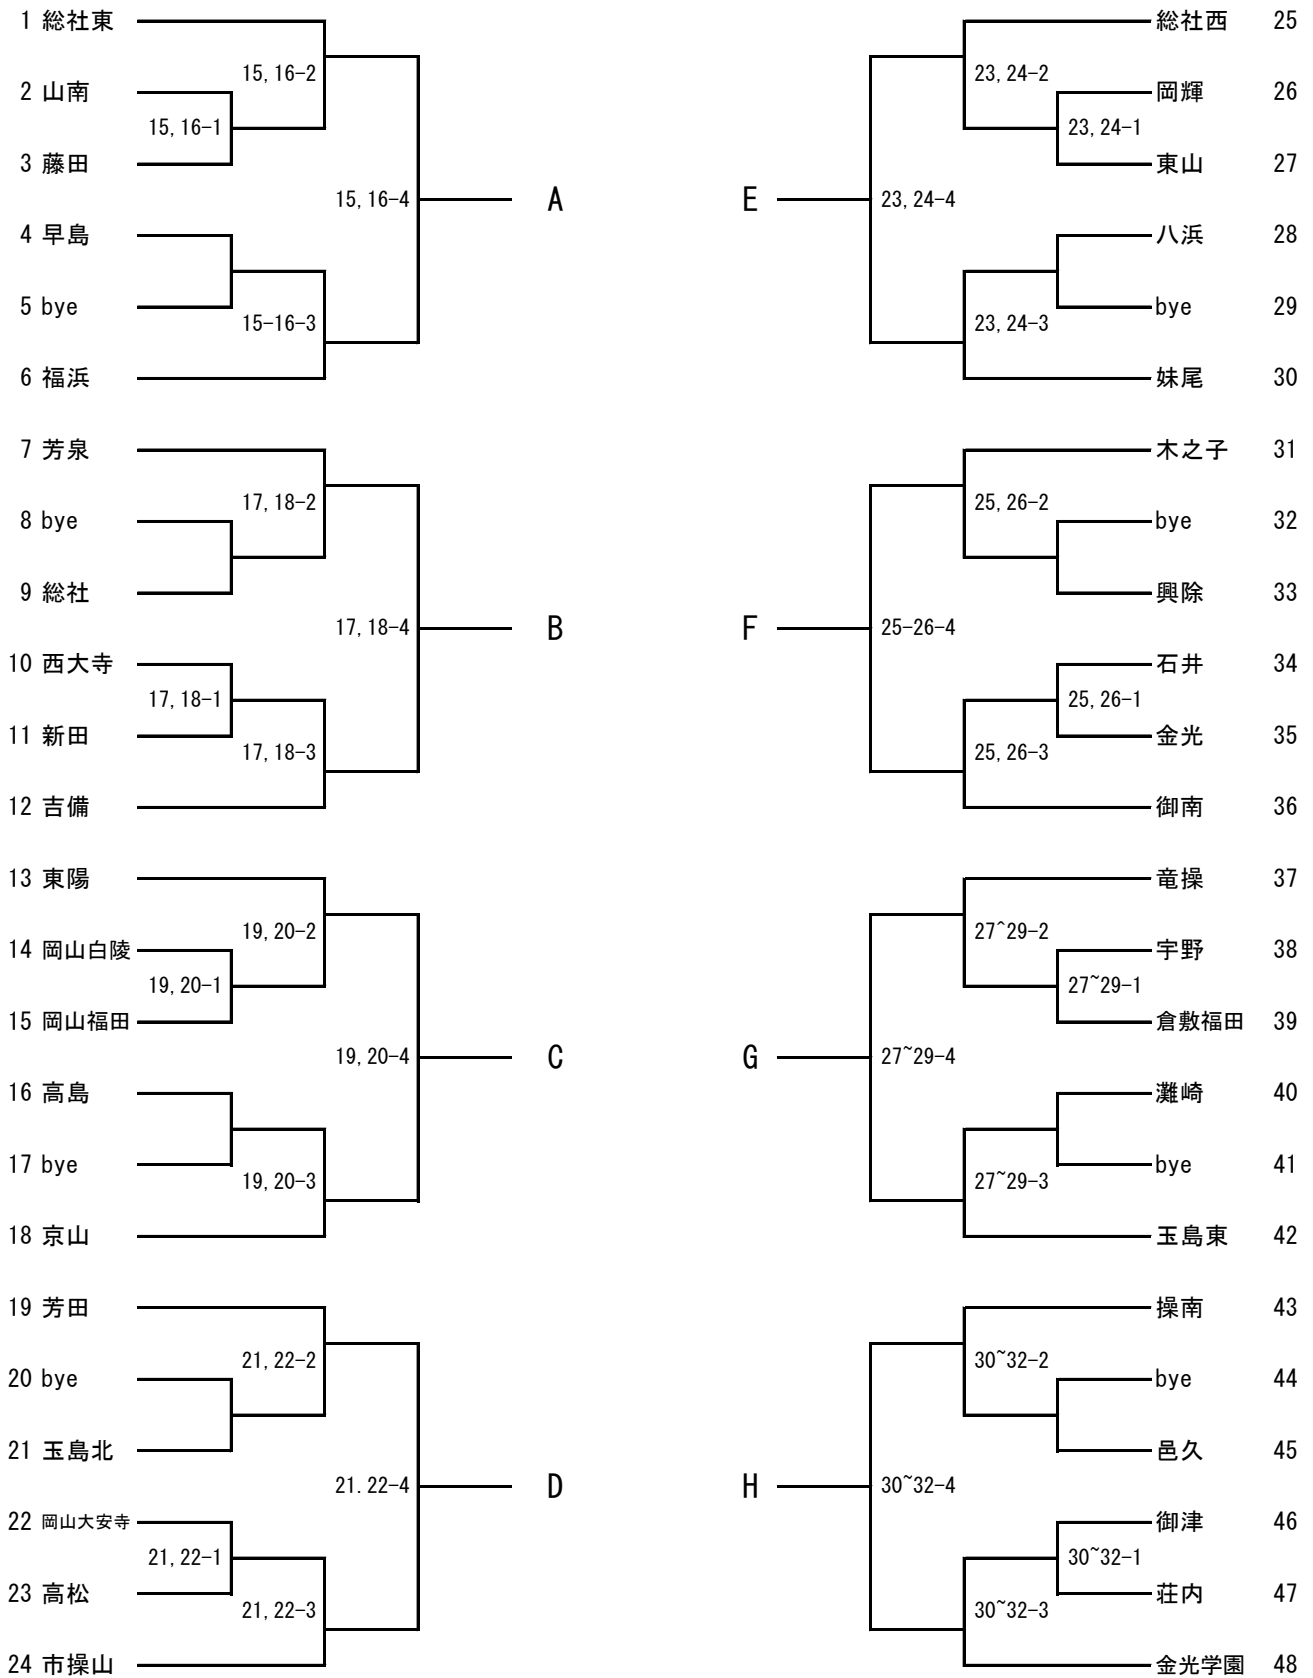 1 総社東
15,16-2
2 山南
15,16-1
3 藤田
15,16-4
A
4 早島
5 bye
15-16-3
6 福浜
7 芳泉
17,18-2
8 bye
9 総社
17,18-4
B
10 西大寺
17,18-1
11 新田
17,18-3
12 吉備
13 東陽
19,20-2
14 岡山白陵
19,20-1
15 岡山福田
19,20-4
C
16 高島
17 bye
19,20-3
18 京山
19 芳田
21,22-2
20 bye
21 玉島北
21.22-4
D
22 岡山大安寺
21,22-1
23 高松
21,22-3
24 市操山
総社西 25
23,24-2
岡輝 26
23,24-1
東山 27
E
23,24-4
八浜 28
bye 29
23,24-3
妹尾 30
木之子 31
25,26-2
bye 32
興除 33
F
25-26-4
石井 34
25,26-1
金光 35
25,26-3
御南 36
竜操 37
27^29-2
宇野 38
27~29-1
倉敷福田 39
G
27~29-4
灘崎 40
bye 41
27~29-3
玉島東 42
操南 43
30~32-2
bye 44
邑久 45
H
30~32-4
御津 46
30~32-1
荘内 47
30~32-3
金光学園 48